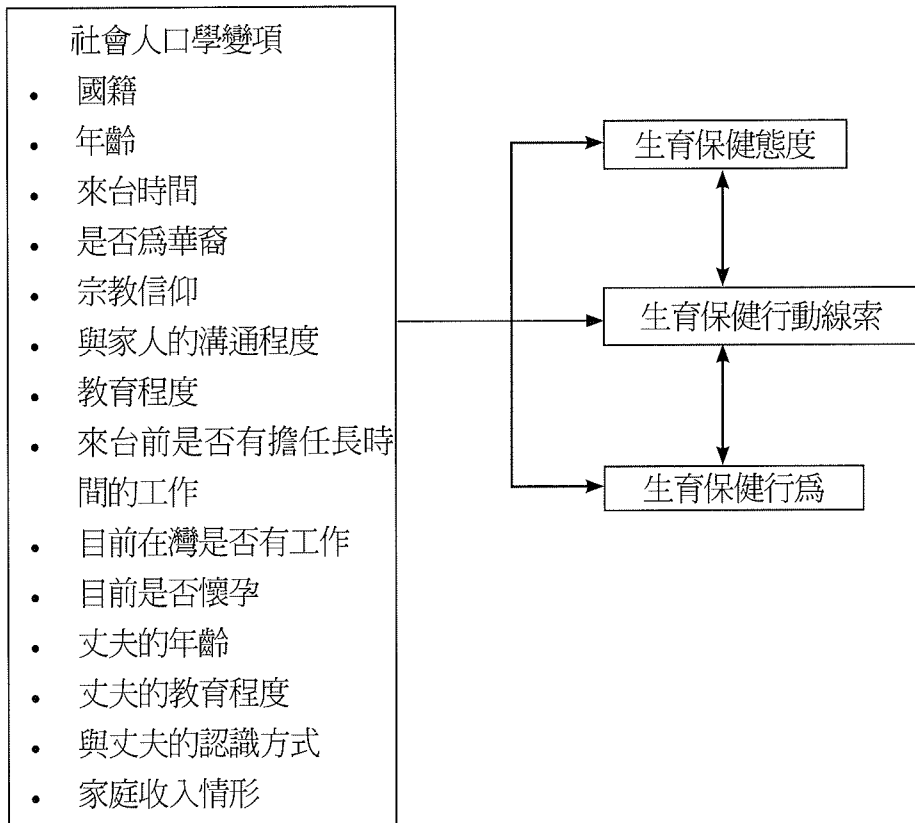 社會人口學變項
• 國籍
• 年齡
• 來台時間
• 是否爲華裔
• 宗教信仰
• 與家人的溝通程度
• 教育程度
• 來台前是否有擔任長時
間的工作
• 目前在灣是否有工作
• 目前是否懷孕
• 丈夫的年齡
• 丈夫的教育程度
• 與丈夫的認識方式
• 家庭收入情形
生育保健態度
生育保健行動線索
生育保健行爲